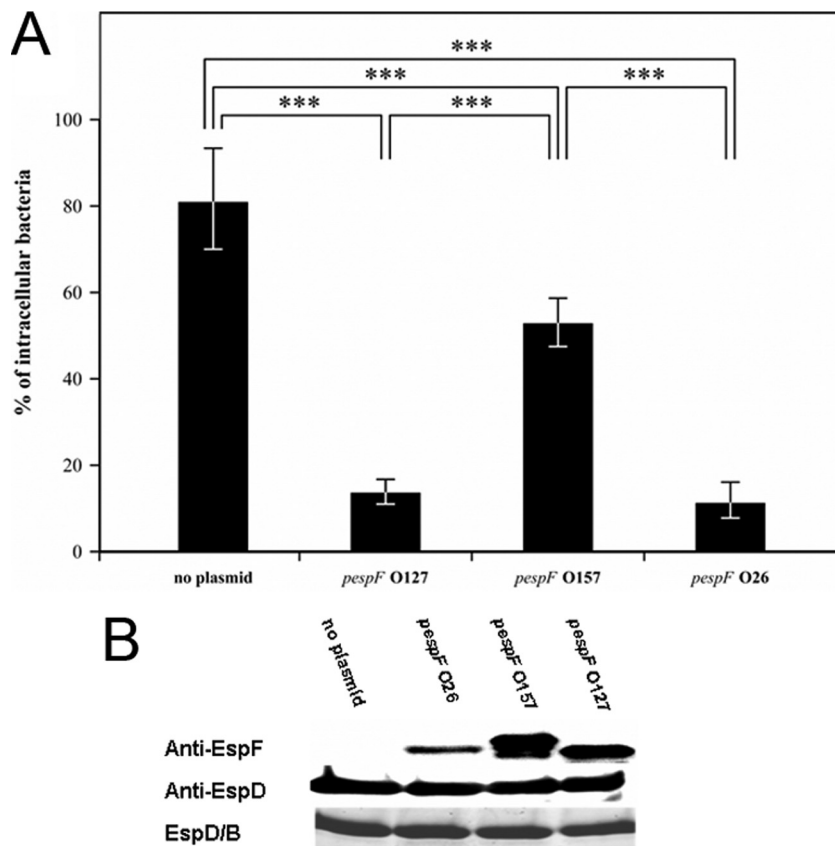 A
***
*** ***
*** ***
% of intracellular bacteria
100
80
60
40
20
0
no plasmid pespF O127 pespF O157 pespF O26
B
no plasmid pespF O26 pespF O157 pespF O127
Anti-EspF
Anti-EspD
EspD/B